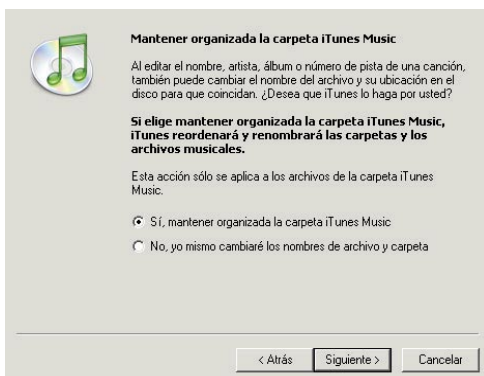 Mantener organizada la carpeta iTunes Music
Al editar el nombre, artista, álbum o número de pista de una canción,
también puede cambiar el nombre del archivo y su ubicación en el
disco para que coincidan. ¿Desea que iTunes lo haga por usted?
Si elige mantener organizada la carpeta iTunes Music,
iTunes reordenará y renombrará las carpetas y los
archivos musicales.
Esta acción sólo se aplica a los archivos de la carpeta iTunes
Music.
Sí, mantener organizada la carpeta iTunes Music
No, yo mismo cambiaré los nombres de archivo y carpeta
< Atrás Siguiente > Cancelar